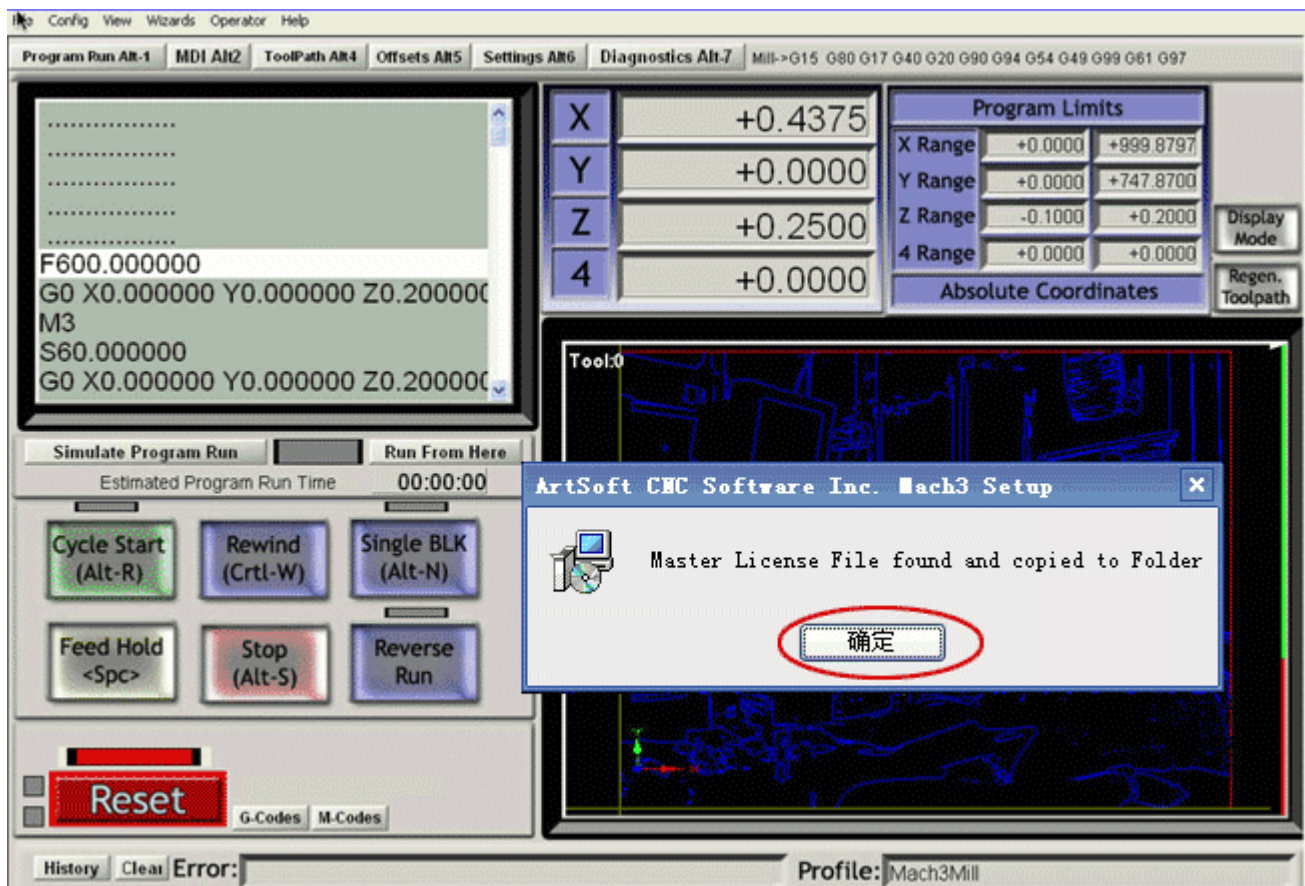 File Config View Wizards Operator Help
Program Run Alt-1 MDI Alt2 ToolPath Alt4 Offsets Alt5 Settings Alt6 Diagnostics Alt-7 Mill->G15 G80 G17 G40 G20 G90 G94 G54 G49 G99 G61 G97
.................
.................
.................
.................
.................
F600.000000
G0 X0.000000 Y0.000000 Z0.200000
M3
S60.000000
G0 X0.000000 Y0.000000 Z0.200000
X +0.4375
Y +0.0000
Z +0.2500
4 +0.0000
Program Limits
X Range +0.0000 +999.8797
Y Range +0.0000 +747.8700
Z Range -0.1000 +0.2000
4 Range +0.0000 +0.0000
Absolute Coordinates
Display
Mode
Regen.
Toolpath
Tool:0
Simulate Program Run Run From Here
Estimated Program Run Time 00:00:00
Cycle Start
(Alt-R)
Rewind
(Crtl-W)
Single BLK
(Alt-N)
Feed Hold
<Spc>
Stop
(Alt-S)
Reverse
Run
ArtSoft CNC Software Inc. Mach3 Setup
Master License File found and copied to Folder
确定
Reset
G-Codes M-Codes
History Clear Error:
Profile: Mach3Mill